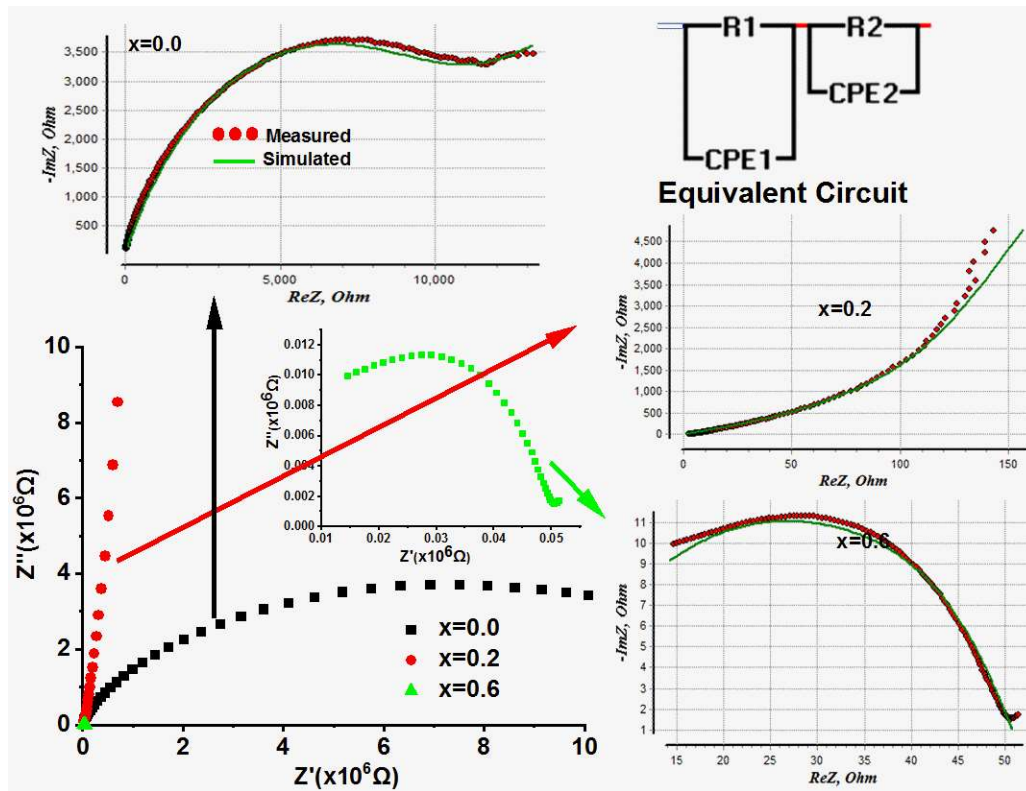 x=0.0
3,500
3,000
2,500
2,000
1,500
1,000
500
-ImZ, Ohm
Measured
Simulated
0 5,000 10,000
ReZ, Ohm
R1 R2
CPE2
CPE1
Equivalent Circuit
4,500
4,000
3,500
3,000
2,500
2,000
1,500
1,000
500
0
-ImZ, Ohm
x=0.2
0 50 100 150
ReZ, Ohm
10
8
6
4
2
0
Z''(x10⁶Ω)
0 2 4 6 8 10
Z'(x10⁶Ω)
x=0.0
x=0.2
x=0.6
0.012
0.010
0.008
0.006
0.004
0.002
0.000
Z''(x10⁶Ω)
0.01 0.02 0.03 0.04 0.05
Z'(x10⁶Ω)
11
10
9
8
7
6
5
4
3
2
1
-ImZ, Ohm
x=0.6
15 20 25 30 35 40 45 50
ReZ, Ohm